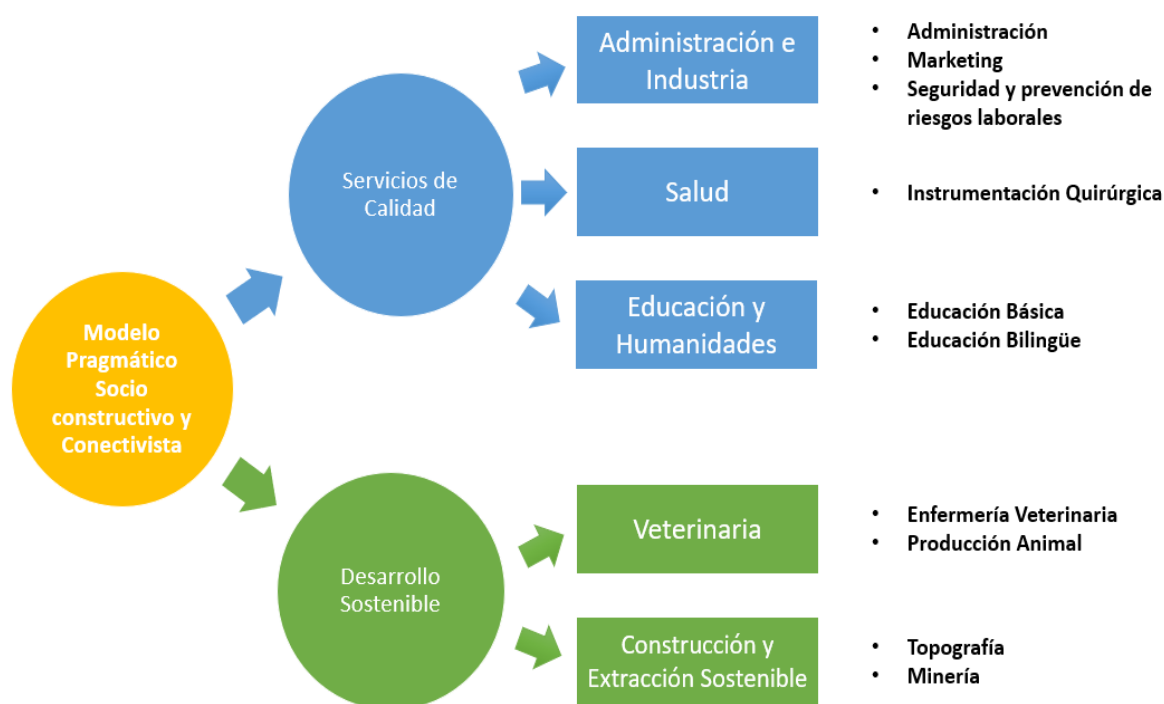 Modelo
Pragmático
Socio
constructivo y
Conectivista
Servicios de
Calidad
Administración e
Industria
• Administración
• Marketing
• Seguridad y prevención de
riesgos laborales
Salud
• Instrumentación Quirúrgica
Educación y
Humanidades
• Educación Básica
• Educación Bilingüe
Desarrollo
Sostenible
Veterinaria
• Enfermería Veterinaria
• Producción Animal
Construcción y
Extracción Sostenible
• Topografía
• Minería